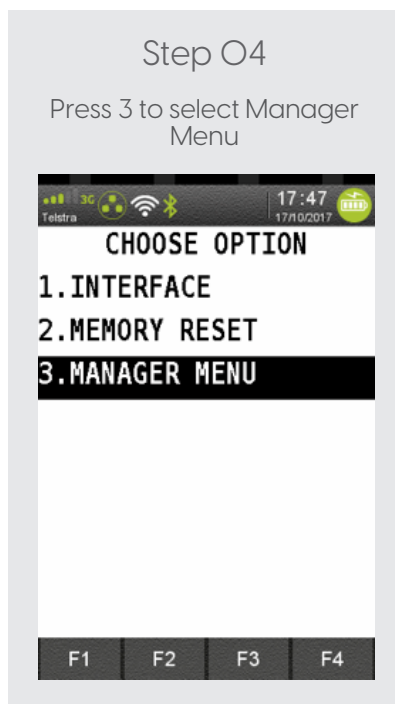 Step 04
Press 3 to select Manager
Menu
3G 17:47
Telstra 17/10/2017
CHOOSE OPTION
1.INTERFACE
2.MEMORY RESET
3.MANAGER MENU
F1 F2 F3 F4